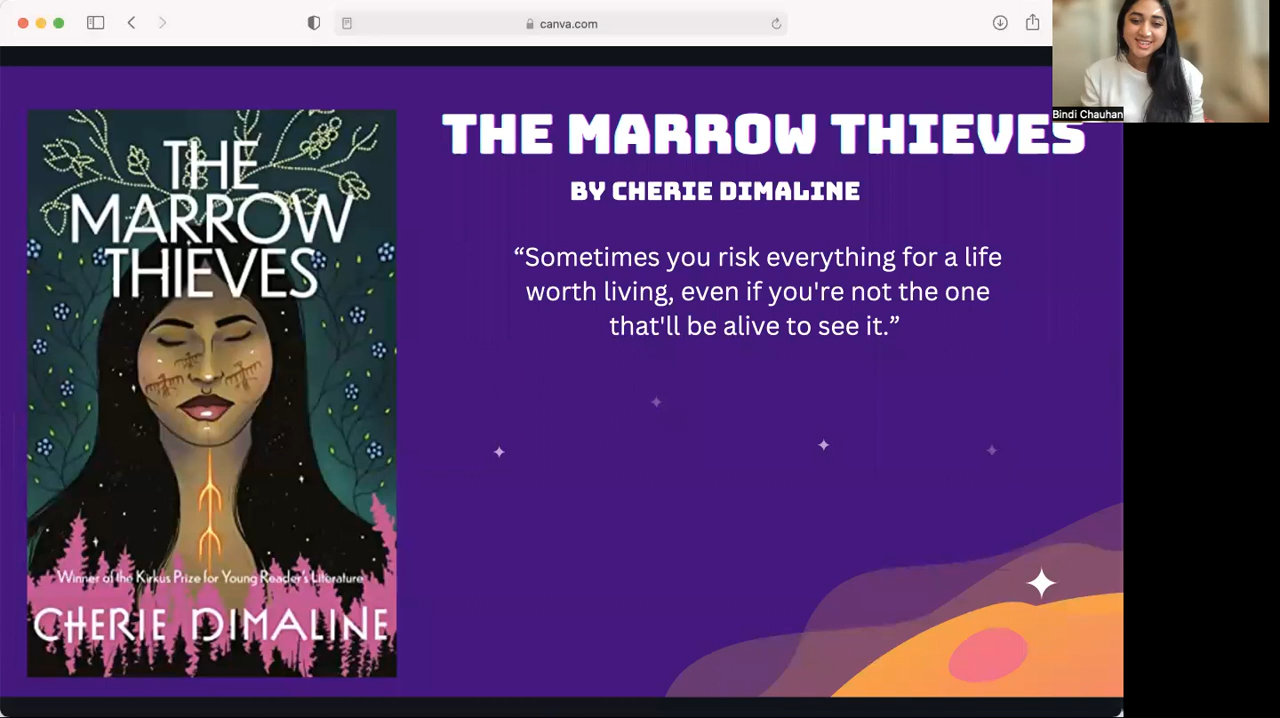 canva.com
Bindi Chauhan
THE MARROW THIEVES
BY CHERIE DIMALINE
“Sometimes you risk everything for a life
worth living, even if you're not the one
that'll be alive to see it.”
THE
MARROW
THIEVES
Winner of the Kirkus Prize for Young Reader's Literature
CHERIE DIMALINE